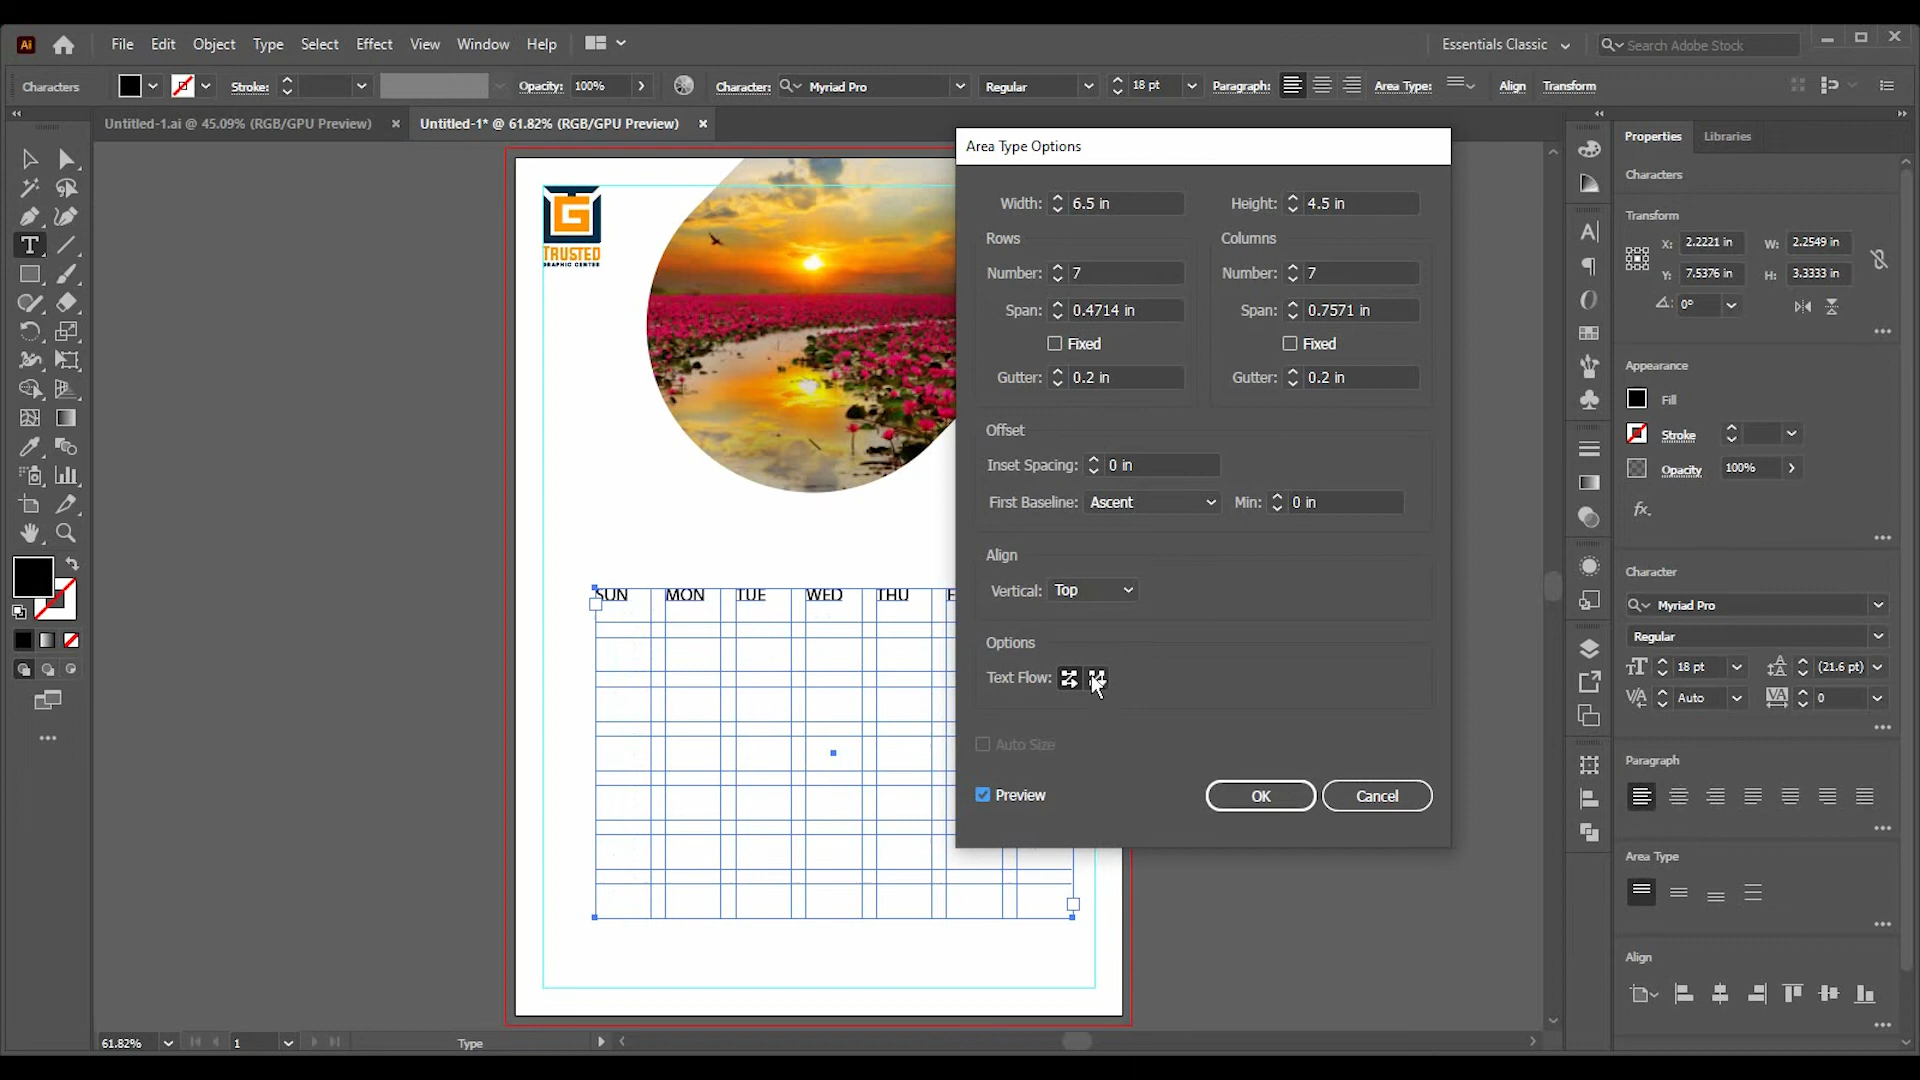 Ai File Edit Object Type Select Effect View Window Help Essentials Classic Search Adobe Stock
Characters Stroke: Opacity: 100% Character: Myriad Pro Regular 18 pt Paragraph: Area Type: Align Transform
Untitled-1.ai @ 45.09% (RGB/GPU Preview) Untitled-1* @ 61.82% (RGB/GPU Preview)
Properties Libraries
Area Type Options
Width: 6.5 in Height: 4.5 in
Rows Columns
Number: 7 Number: 7
Span: 0.4714 in Span: 0.7571 in
Fixed Fixed
Gutter: 0.2 in Gutter: 0.2 in
Offset
Inset Spacing: 0 in
First Baseline: Ascent Min: 0 in
Align
Vertical: Top
Options
Text Flow:
Auto Size
Preview OK Cancel
TRUSTED
GRAPHIC CENTER
SUN MON TUE WED THU
Characters
Transform
X: 2.2221 in W: 2.2549 in
Y: 7.5376 in H: 3.3333 in
0°
Appearance
Fill
Stroke
Opacity 100%
fx.
Character
Myriad Pro
Regular
18 pt (21.6 pt)
Auto 0
Paragraph
Area Type
Align
61.82% 1 Type